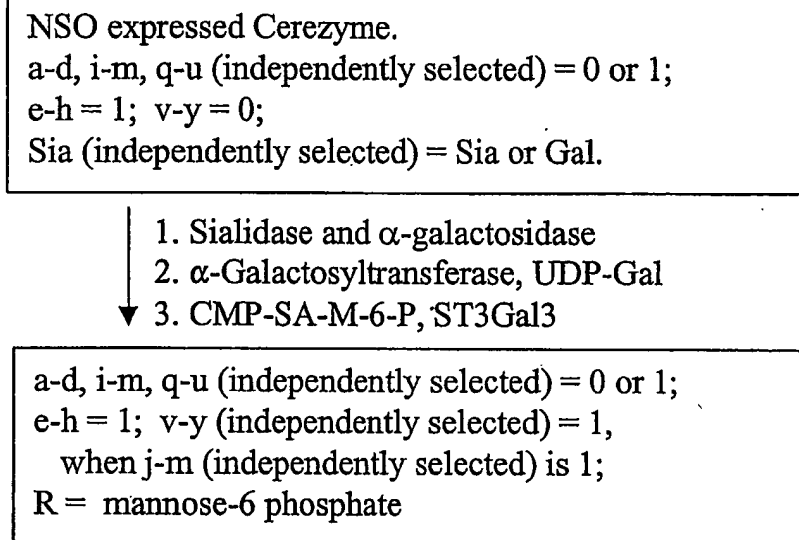 NSO expressed Cerezyme.
a-d, i-m, q-u (independently selected) = 0 or 1;
e-h = 1; v-y = 0;
Sia (independently selected) = Sia or Gal.
1. Sialidase and α-galactosidase
2. α-Galactosyltransferase, UDP-Gal
3. CMP-SA-M-6-P, ST3Gal3
a-d, i-m, q-u (independently selected) = 0 or 1;
e-h = 1; v-y (independently selected) = 1,
when j-m (independently selected) is 1;
R = mannose-6 phosphate